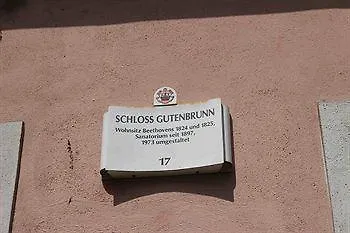 SCHLOSS GUTENBRUNN
Wohnsitz Beethovens 1824 und 1825,
Sanatorium seit 1897,
1973 umgestaltet
17